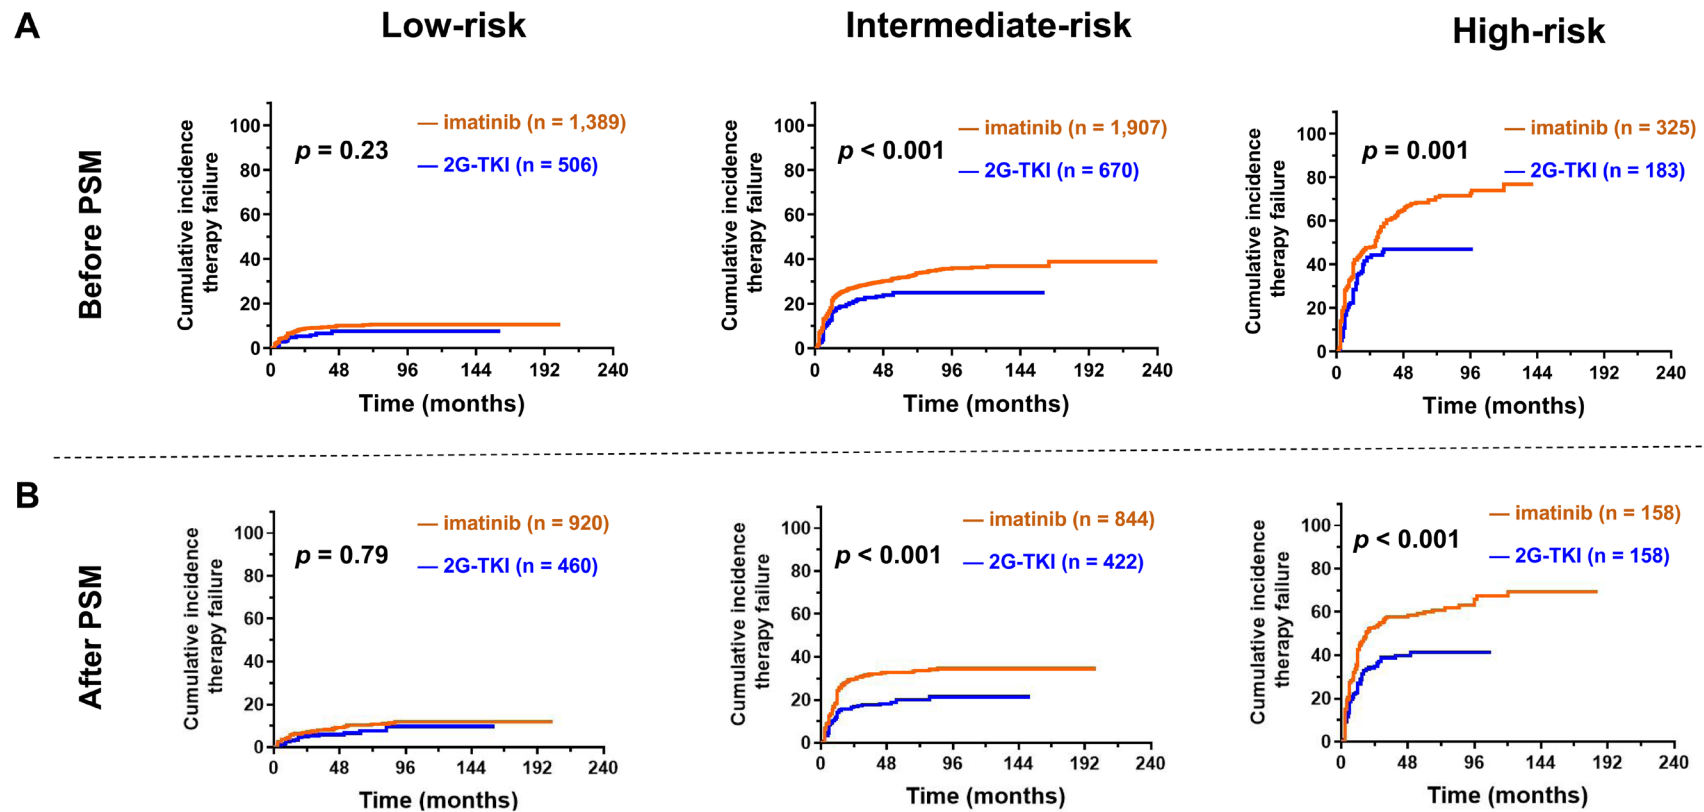 A
Low-risk
Intermediate-risk
High-risk
Before PSM
Cumulative incidence
therapy failure
100
80
60
40
20
0
p = 0.23
— imatinib (n = 1,389)
— 2G-TKI (n = 506)
0 48 96 144 192 240
Time (months)
Cumulative incidence
therapy failure
100
80
60
40
20
0
p < 0.001
— imatinib (n = 1,907)
— 2G-TKI (n = 670)
0 48 96 144 192 240
Time (months)
Cumulative incidence
therapy failure
100
80
60
40
20
0
p = 0.001
— imatinib (n = 325)
— 2G-TKI (n = 183)
0 48 96 144 192 240
Time (months)
B
After PSM
Cumulative incidence
therapy failure
100
80
60
40
20
0
p = 0.79
— imatinib (n = 920)
— 2G-TKI (n = 460)
0 48 96 144 192 240
Time (months)
Cumulative incidence
therapy failure
100
80
60
40
20
0
p < 0.001
— imatinib (n = 844)
— 2G-TKI (n = 422)
0 48 96 144 192 240
Time (months)
Cumulative incidence
therapy failure
100
80
60
40
20
0
p < 0.001
— imatinib (n = 158)
— 2G-TKI (n = 158)
0 48 96 144 192 240
Time (months)